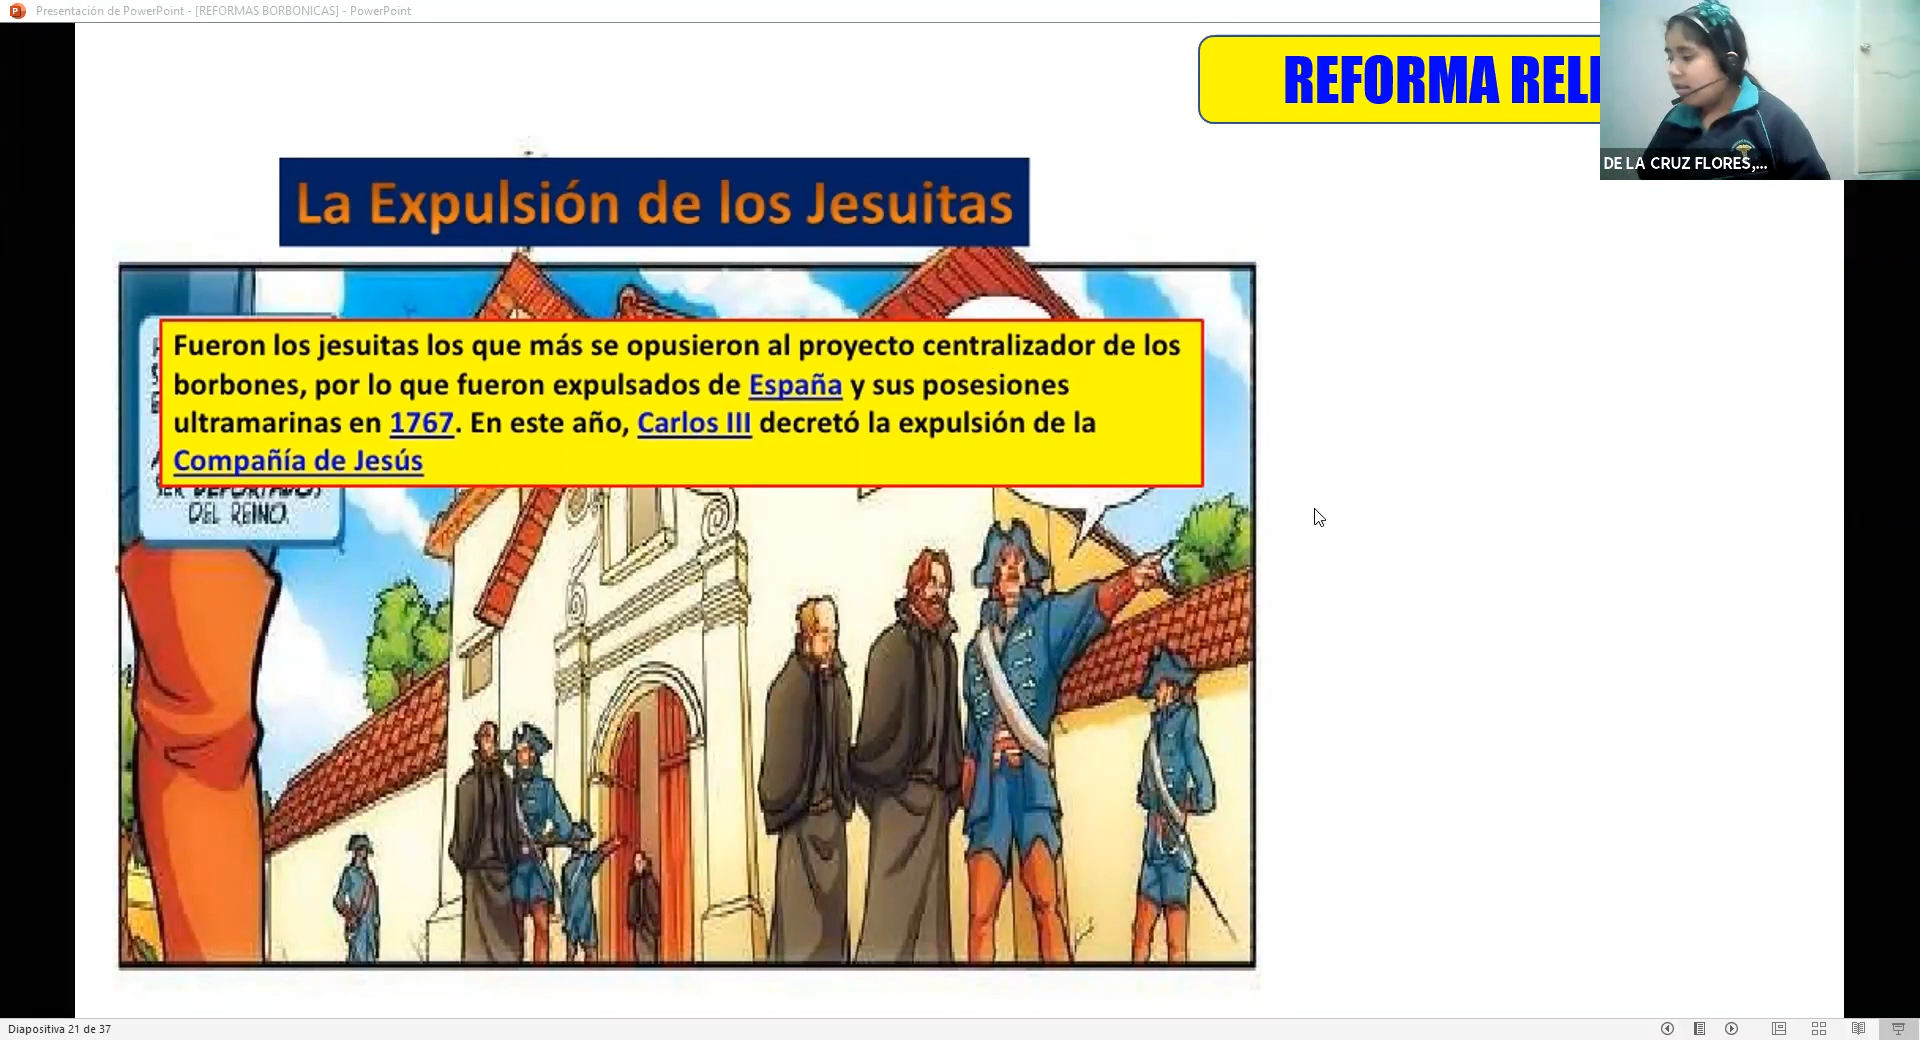 Presentación de PowerPoint - [REFORMAS BORBONICAS] - PowerPoint
REFORMA
DE LA CRUZ FLORES,...
La Expulsión de los Jesuitas
Fueron los jesuitas los que más se opusieron al proyecto centralizador de los
borbones, por lo que fueron expulsados de España y sus posesiones
ultramarinas en 1767. En este año, Carlos III decretó la expulsión de la
Compañía de Jesús
DEPORTADOS
DEL REINO.
Diapositiva 21 de 37